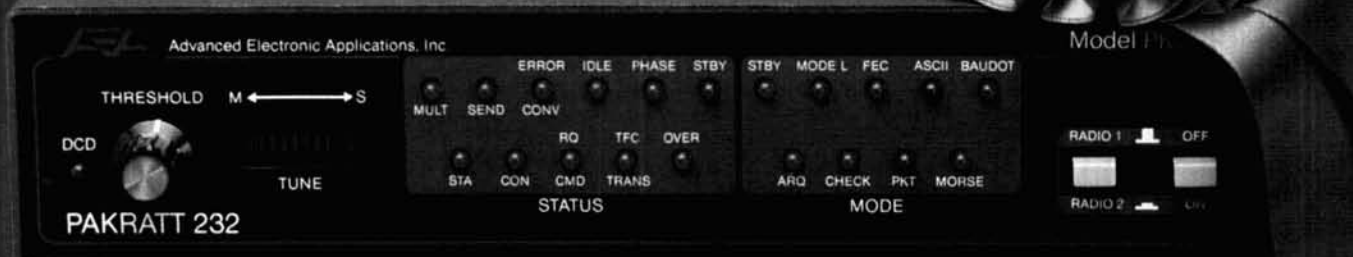 Advanced Electronic Applications, Inc
Model PK
ERROR IDLE PHASE STBY
STBY MODE L FEC ASCII BAUDOT
THRESHOLD M S
MULT SEND CONV
DCD
RADIO 1 OFF
RQ TFC OVER
TUNE
STA CON CMD TRANS
ARQ CHECK PKT MORSE
STATUS
MODE
RADIO 2 ON
PAKRATT 232